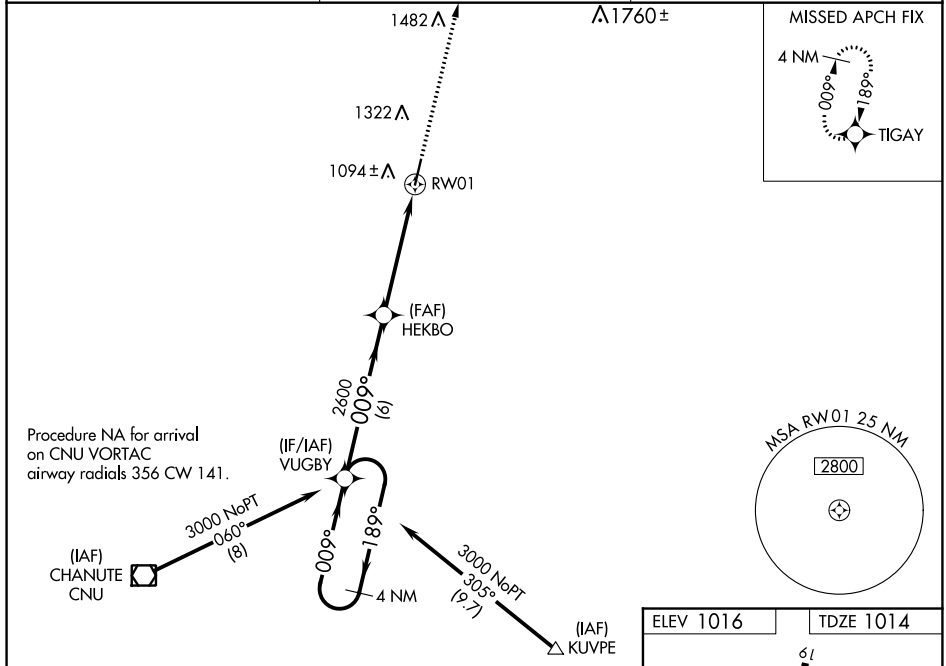 1482
1760±
MISSED APCH FIX
4 NM
009°
189°
TIGAY
1322
1094±
RW01
(FAF)
HEKBO
2600
009°
(6)
Procedure NA for arrival
on CNU VORTAC
airway radials 356 CW 141.
(IF/IAF)
VUGBY
MSA RW01 25 NM
2800
3000 NoPT
060°
(8)
009°
189°
(IAF)
CHANUTE
CNU
4 NM
3000 NoPT
305°
(9.7)
(IAF)
KUVPE
ELEV 1016
TDZE 1014
19